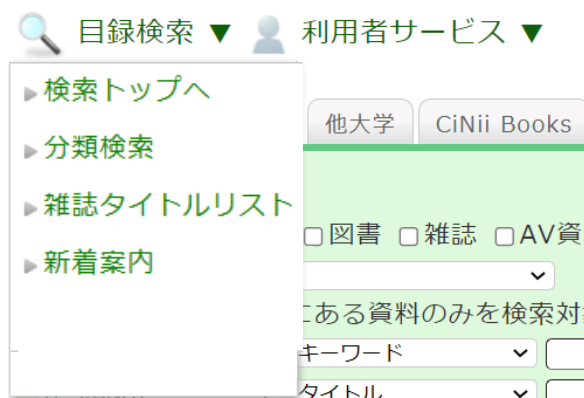 目録検索 ▼ 利用者サービス ▼
検索トップへ
分類検索
雑誌タイトルリスト
新着案内
他大学 CiNii Books
図書 雑誌 AV資
ある資料のみを検索対
キーワード
タイトル